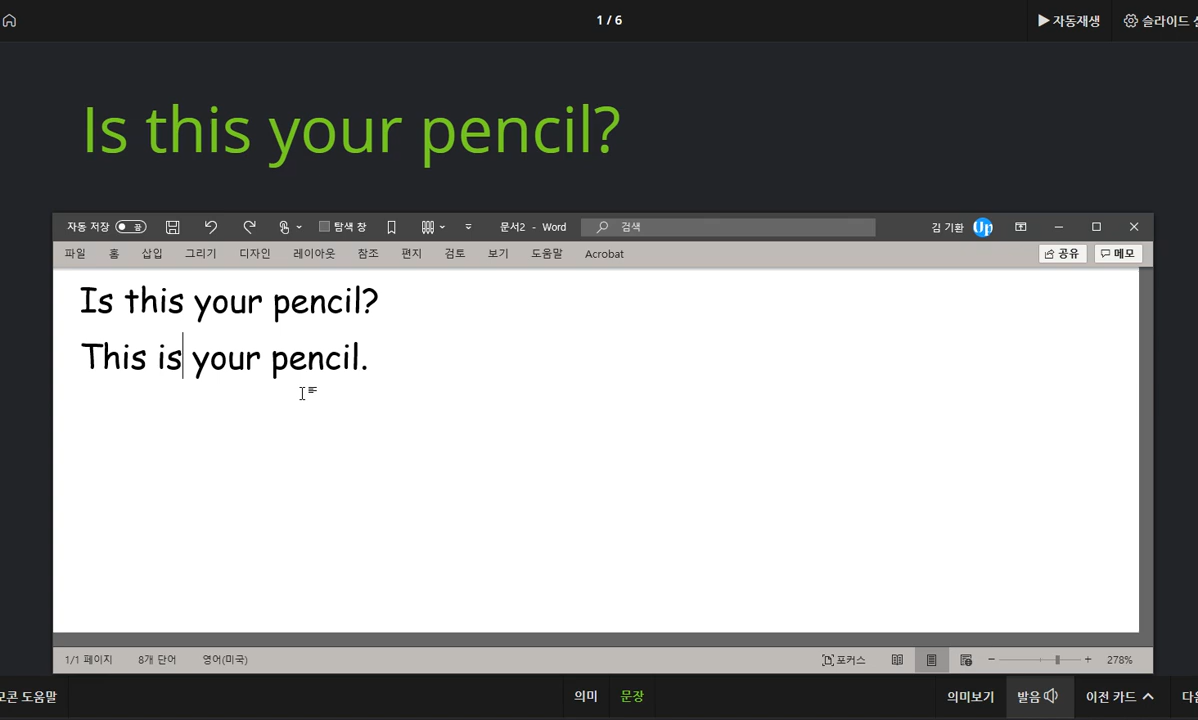 1 / 6
자동재생
슬라이드
Is this your pencil?
자동 저장
끔
탐색 창
문서2 - Word
검색
김 기환
Up
파일 홈 삽입 그리기 디자인 레이아웃 참조 편지 검토 보기 도움말 Acrobat
공유
메모
Is this your pencil?
This is your pencil.
1/1 페이지
8개 단어
영어(미국)
포커스
278%
도움말
의미
문장
의미보기
발음
이전 카드